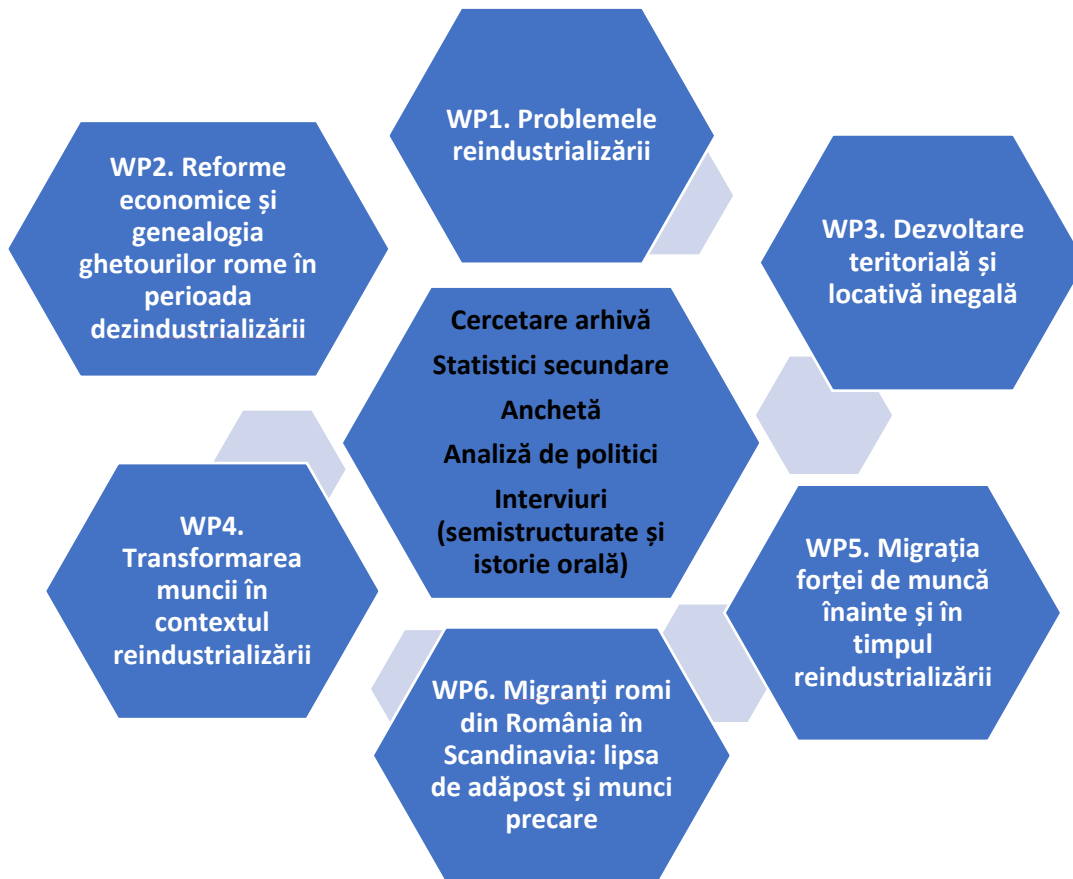 WP1. Problemele
reindustrializării
WP2. Reforme
economice și
genealogia
ghetourilor rome în
perioada
dezindustrializării
WP3. Dezvoltare
teritorială și
locativă inegală
Cercetare arhivă
Statistici secundare
Anchetă
Analiză de politici
Interviuri
(semistructurate și
istorie orală)
WP4.
Transformarea
muncii în
contextul
reindustrializării
WP5. Migrația
forței de muncă
înainte și în
timpul
reindustrializării
WP6. Migranți romi
din România în
Scandinavia: lipsa
de adăpost și munci
precare